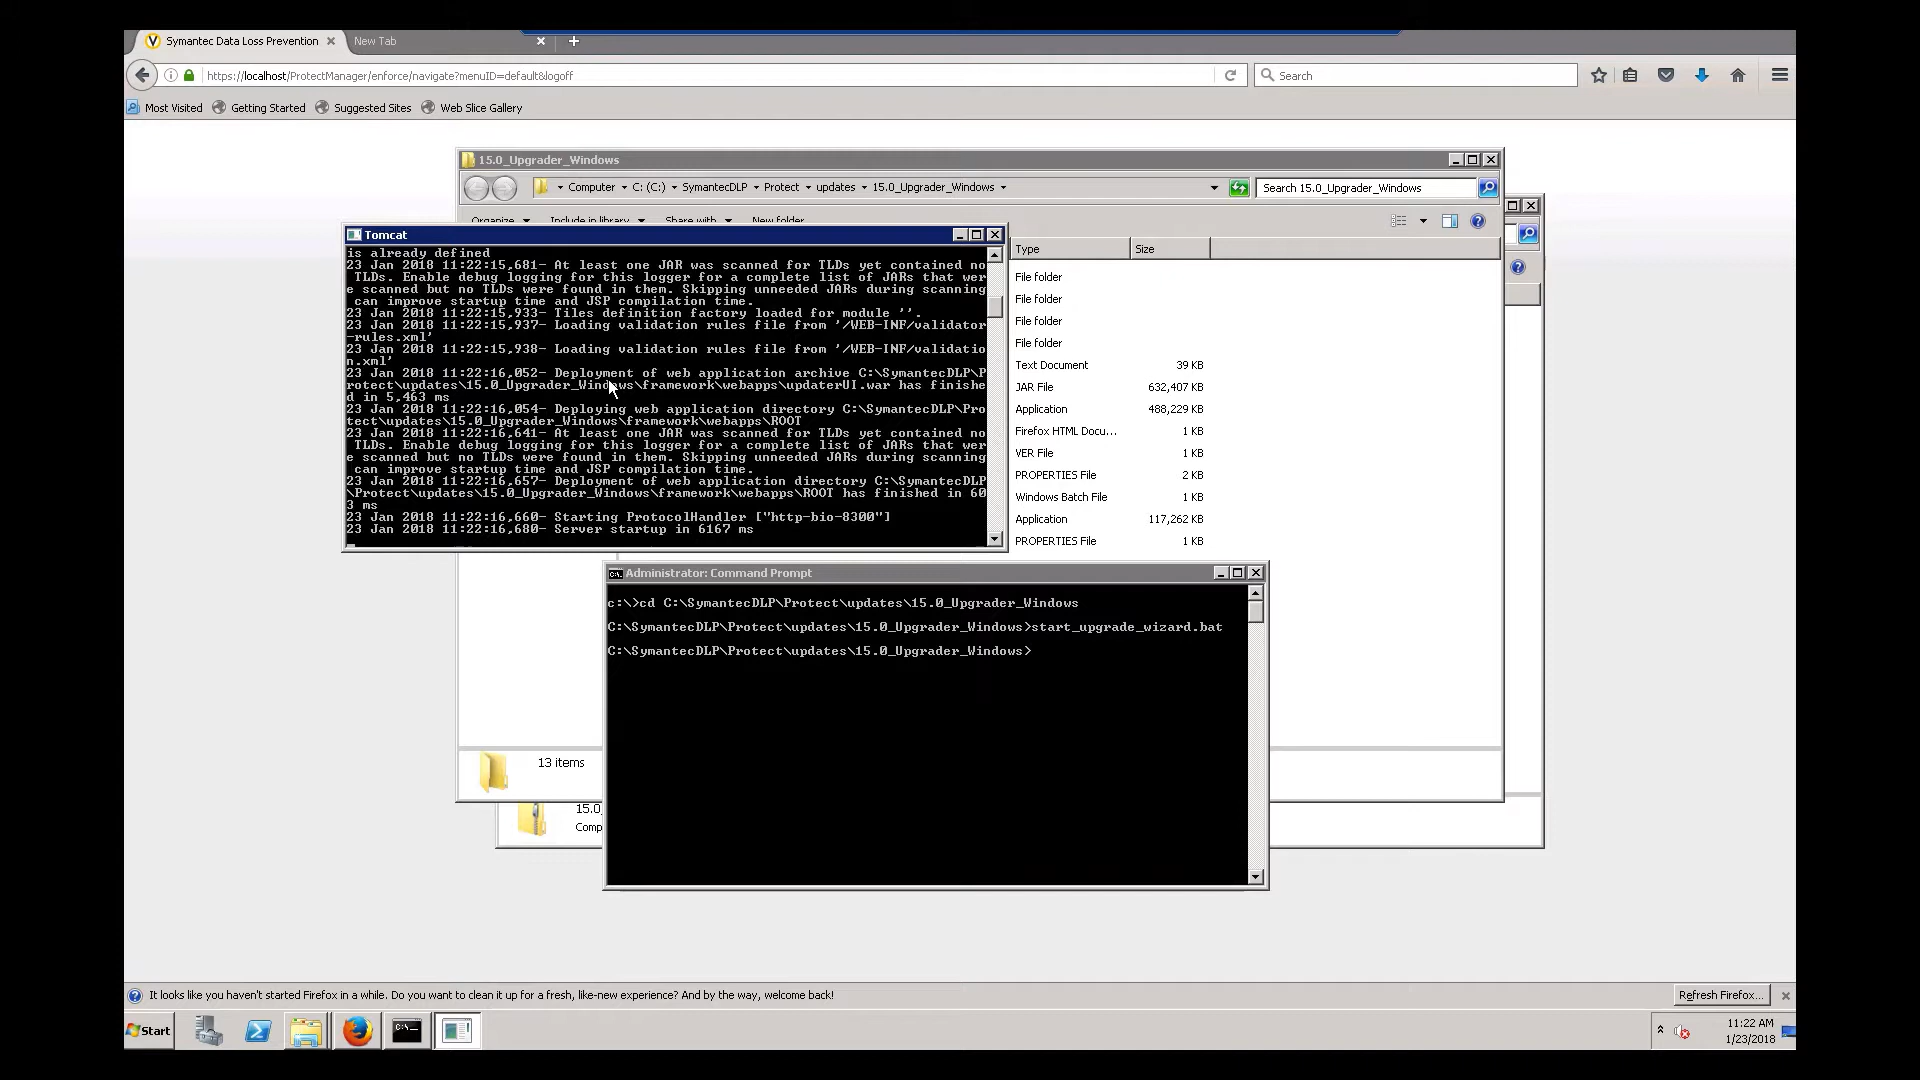 Symantec Data Loss Prevention
New Tab
https://localhost/ProtectManager/enforce/navigate?menuID=default&logoff
Search
Most Visited
Getting Started
Suggested Sites
Web Slice Gallery
15.0_Upgrader_Windows
Computer
C: (C:)
SymantecDLP
Protect
updates
15.0_Upgrader_Windows
Search 15.0_Upgrader_Windows
Organize
Include in library
Share with
New folder
Tomcat
is already defined
23 Jan 2018 11:22:15,681- At least one JAR was scanned for TLDs yet contained no
TLDs. Enable debug logging for this logger for a complete list of JARs that wer
e scanned but no TLDs were found in them. Skipping unneeded JARs during scanning
can improve startup time and JSP compilation time.
23 Jan 2018 11:22:15,933- Tiles definition factory loaded for module ''.
23 Jan 2018 11:22:15,937- Loading validation rules file from '/WEB-INF/validator
-rules.xml'
23 Jan 2018 11:22:15,938- Loading validation rules file from '/WEB-INF/validatio
n.xml'
23 Jan 2018 11:22:16,052- Deployment of web application archive C:\SymantecDLP\P
rotect\updates\15.0_Upgrader_Windows\framework\webapps\updaterUI.war has finishe
d in 5,463 ms
23 Jan 2018 11:22:16,054- Deploying web application directory C:\SymantecDLP\Pro
tect\updates\15.0_Upgrader_Windows\framework\webapps\ROOT
23 Jan 2018 11:22:16,641- At least one JAR was scanned for TLDs yet contained no
TLDs. Enable debug logging for this logger for a complete list of JARs that wer
e scanned but no TLDs were found in them. Skipping unneeded JARs during scanning
can improve startup time and JSP compilation time.
23 Jan 2018 11:22:16,657- Deployment of web application directory C:\SymantecDLP
\Protect\updates\15.0_Upgrader_Windows\framework\webapps\ROOT has finished in 60
3 ms
23 Jan 2018 11:22:16,660- Starting ProtocolHandler ["http-bio-8300"]
23 Jan 2018 11:22:16,680- Server startup in 6167 ms
Type
Size
File folder
File folder
File folder
File folder
Text Document 39 KB
JAR File 632,407 KB
Application 488,229 KB
Firefox HTML Docu... 1 KB
VER File 1 KB
PROPERTIES File 2 KB
Windows Batch File 1 KB
Application 117,262 KB
PROPERTIES File 1 KB
Administrator: Command Prompt
c:\>cd C:\SymantecDLP\Protect\updates\15.0_Upgrader_Windows
C:\SymantecDLP\Protect\updates\15.0_Upgrader_Windows>start_upgrade_wizard.bat
C:\SymantecDLP\Protect\updates\15.0_Upgrader_Windows>
13 items
15.0_
Comp
It looks like you haven't started Firefox in a while. Do you want to clean it up for a fresh, like-new experience? And by the way, welcome back!
Refresh Firefox...
Start
11:22 AM
1/23/2018